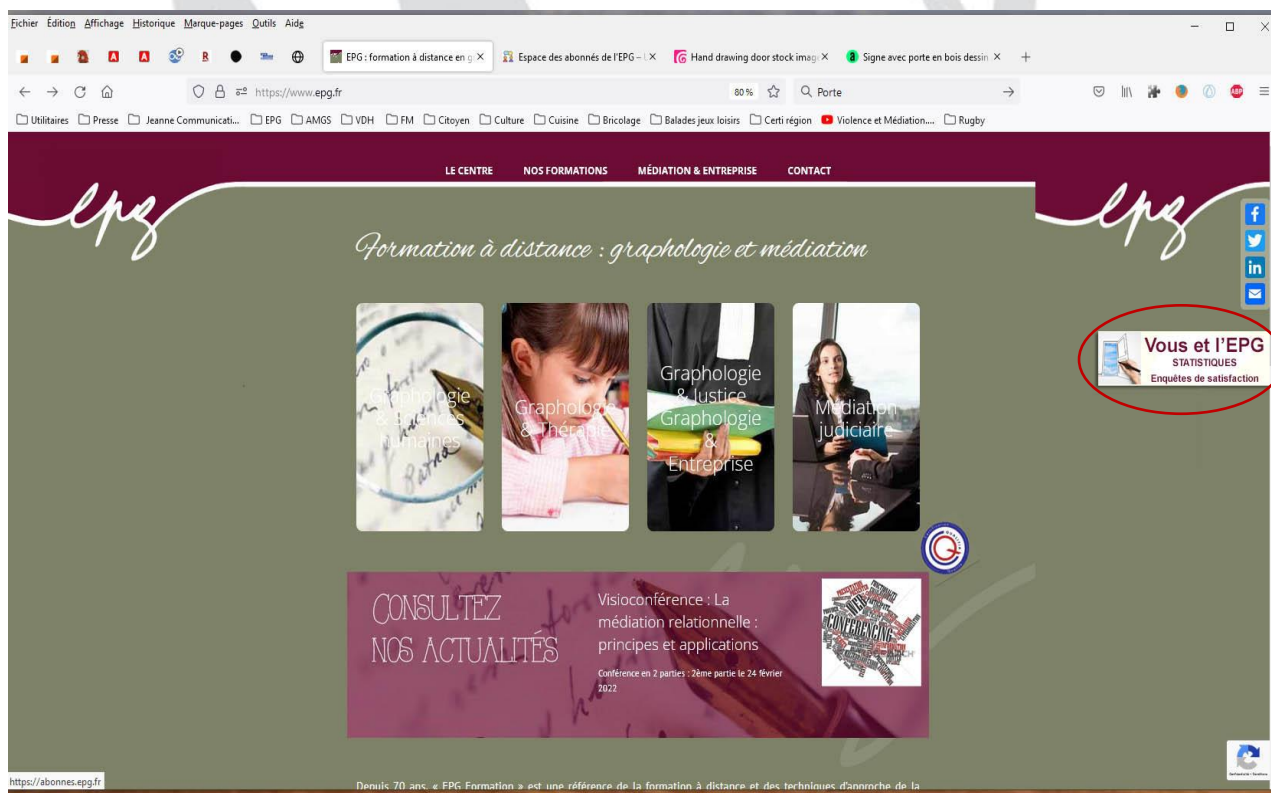 Fichier Édition Affichage Historique Marque-pages Outils Aide
EPG : formation à distance en g
Espace des abonnés de l'EPG – L
Hand drawing door stock imag
Signe avec porte en bois dessin
https://www.epg.fr
80 %
Porte
Utilitaires Presse Jeanne Communicati... EPG AMGS VDH FM Citoyen Culture Cuisine Bricolage Balades jeux loisirs Certi région Violence et Médiation.... Rugby
LE CENTRE NOS FORMATIONS MÉDIATION & ENTREPRISE CONTACT
epg
epg
Formation à distance : graphologie et médiation
Vous et l'EPG
STATISTIQUES
Enquêtes de satisfaction
Graphologie
& Sciences
humaines
Graphologie
& Thérapie
Graphologie
& Justice
Graphologie
&
Entreprise
Médiation
judiciaire
CONSULTEZ
NOS ACTUALITÉS
Visioconférence : La
médiation relationnelle :
principes et applications
Conférence en 2 parties : 2ème partie le 24 février
2022
CONFERENCING
WEB
https://abonnes.epg.fr
Depuis 70 ans, « EPG Formation » est une référence de la formation à distance et des techniques d'approche de la